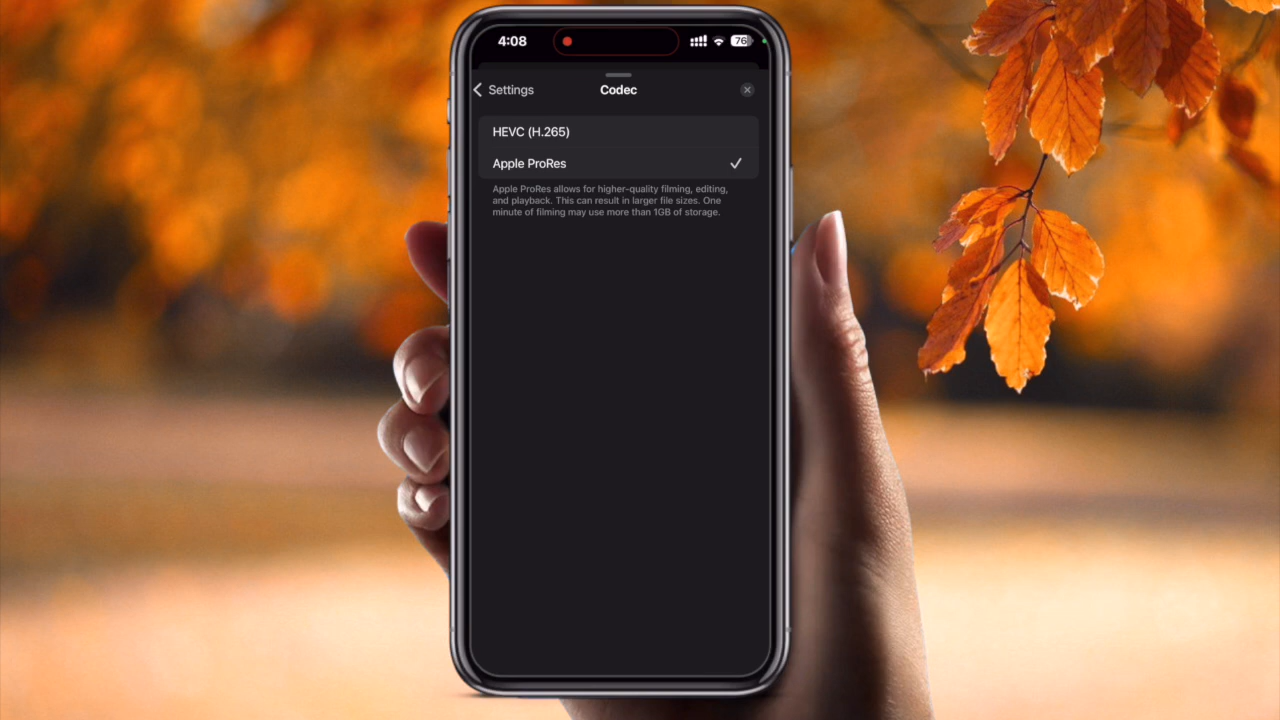 4:08
76
Settings
Codec
HEVC (H.265)
Apple ProRes
Apple ProRes allows for higher-quality filming, editing,
and playback. This can result in larger file sizes. One
minute of filming may use more than 1GB of storage.